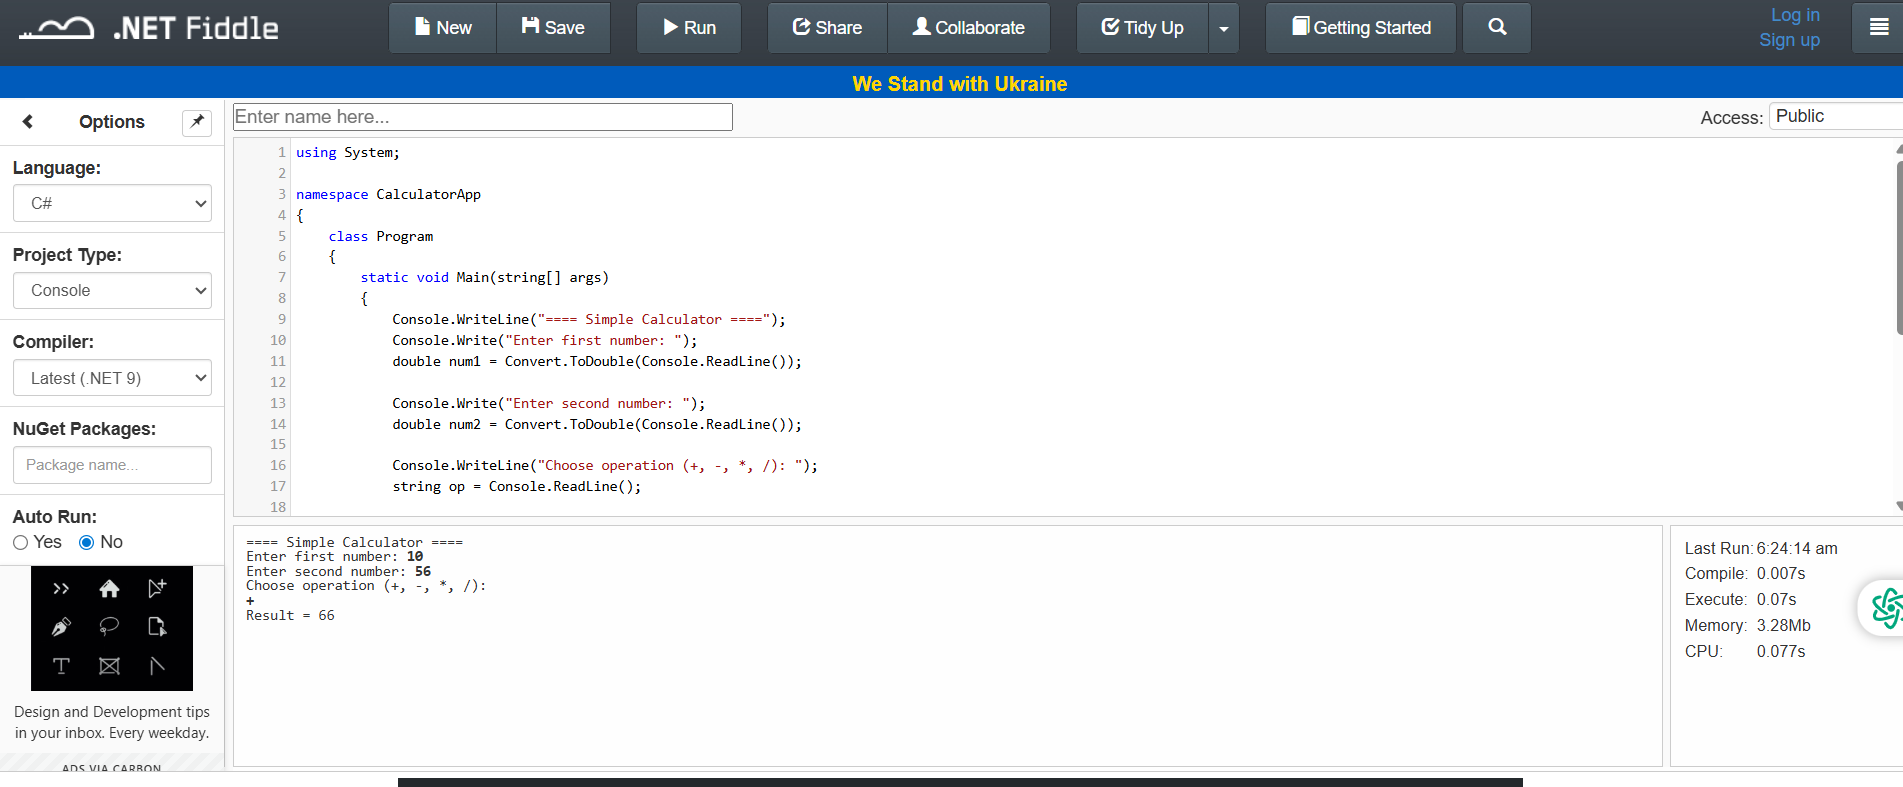 .NET Fiddle
New
Save
Run
Share
Collaborate
Tidy Up
Getting Started
Log in
Sign up
We Stand with Ukraine
Options
Enter name here...
Access:
Public
Language:
C#
Project Type:
Console
Compiler:
Latest (.NET 9)
NuGet Packages:
Package name...
Auto Run:
Yes
No
Design and Development tips
in your inbox. Every weekday.
ADS VIA CARBON
1 using System;
2
3 namespace CalculatorApp
4 {
5     class Program
6     {
7         static void Main(string[] args)
8         {
9             Console.WriteLine("==== Simple Calculator ====");
10             Console.Write("Enter first number: ");
11             double num1 = Convert.ToDouble(Console.ReadLine());
12
13             Console.Write("Enter second number: ");
14             double num2 = Convert.ToDouble(Console.ReadLine());
15
16             Console.WriteLine("Choose operation (+, -, *, /): ");
17             string op = Console.ReadLine();
18
==== Simple Calculator ====
Enter first number: 10
Enter second number: 56
Choose operation (+, -, *, /):
+
Result = 66
Last Run: 6:24:14 am
Compile: 0.007s
Execute: 0.07s
Memory: 3.28Mb
CPU: 0.077s